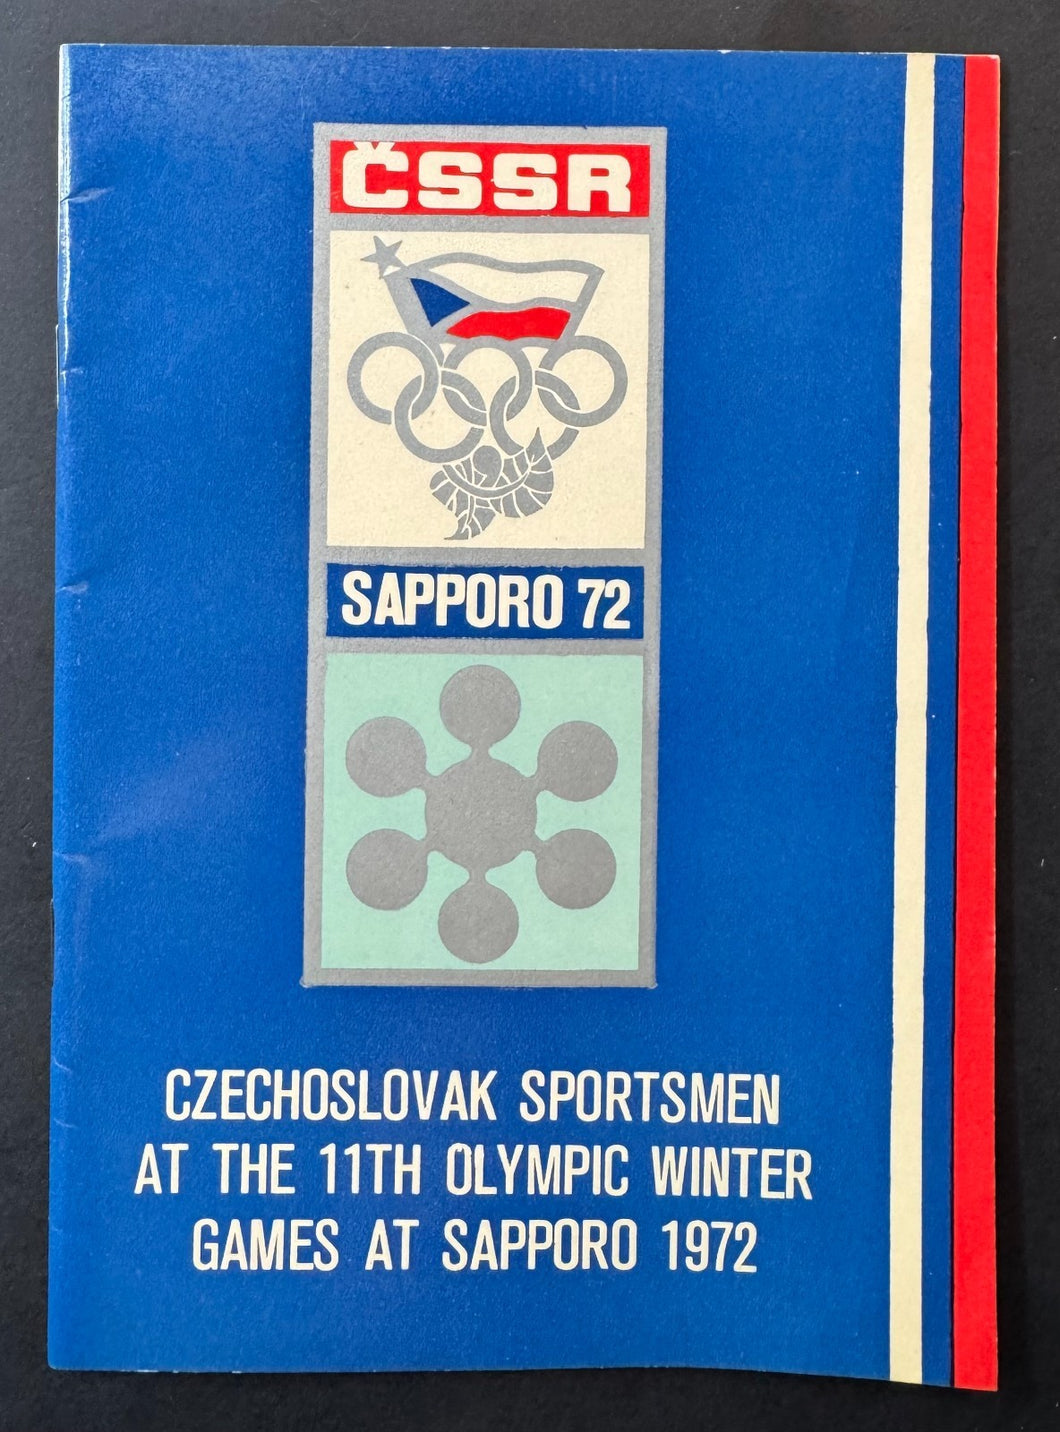 ČSSR
SAPPORO 72
CZECHOSLOVAK SPORTSMEN
AT THE 11TH OLYMPIC WINTER
GAMES AT SAPPORO 1972